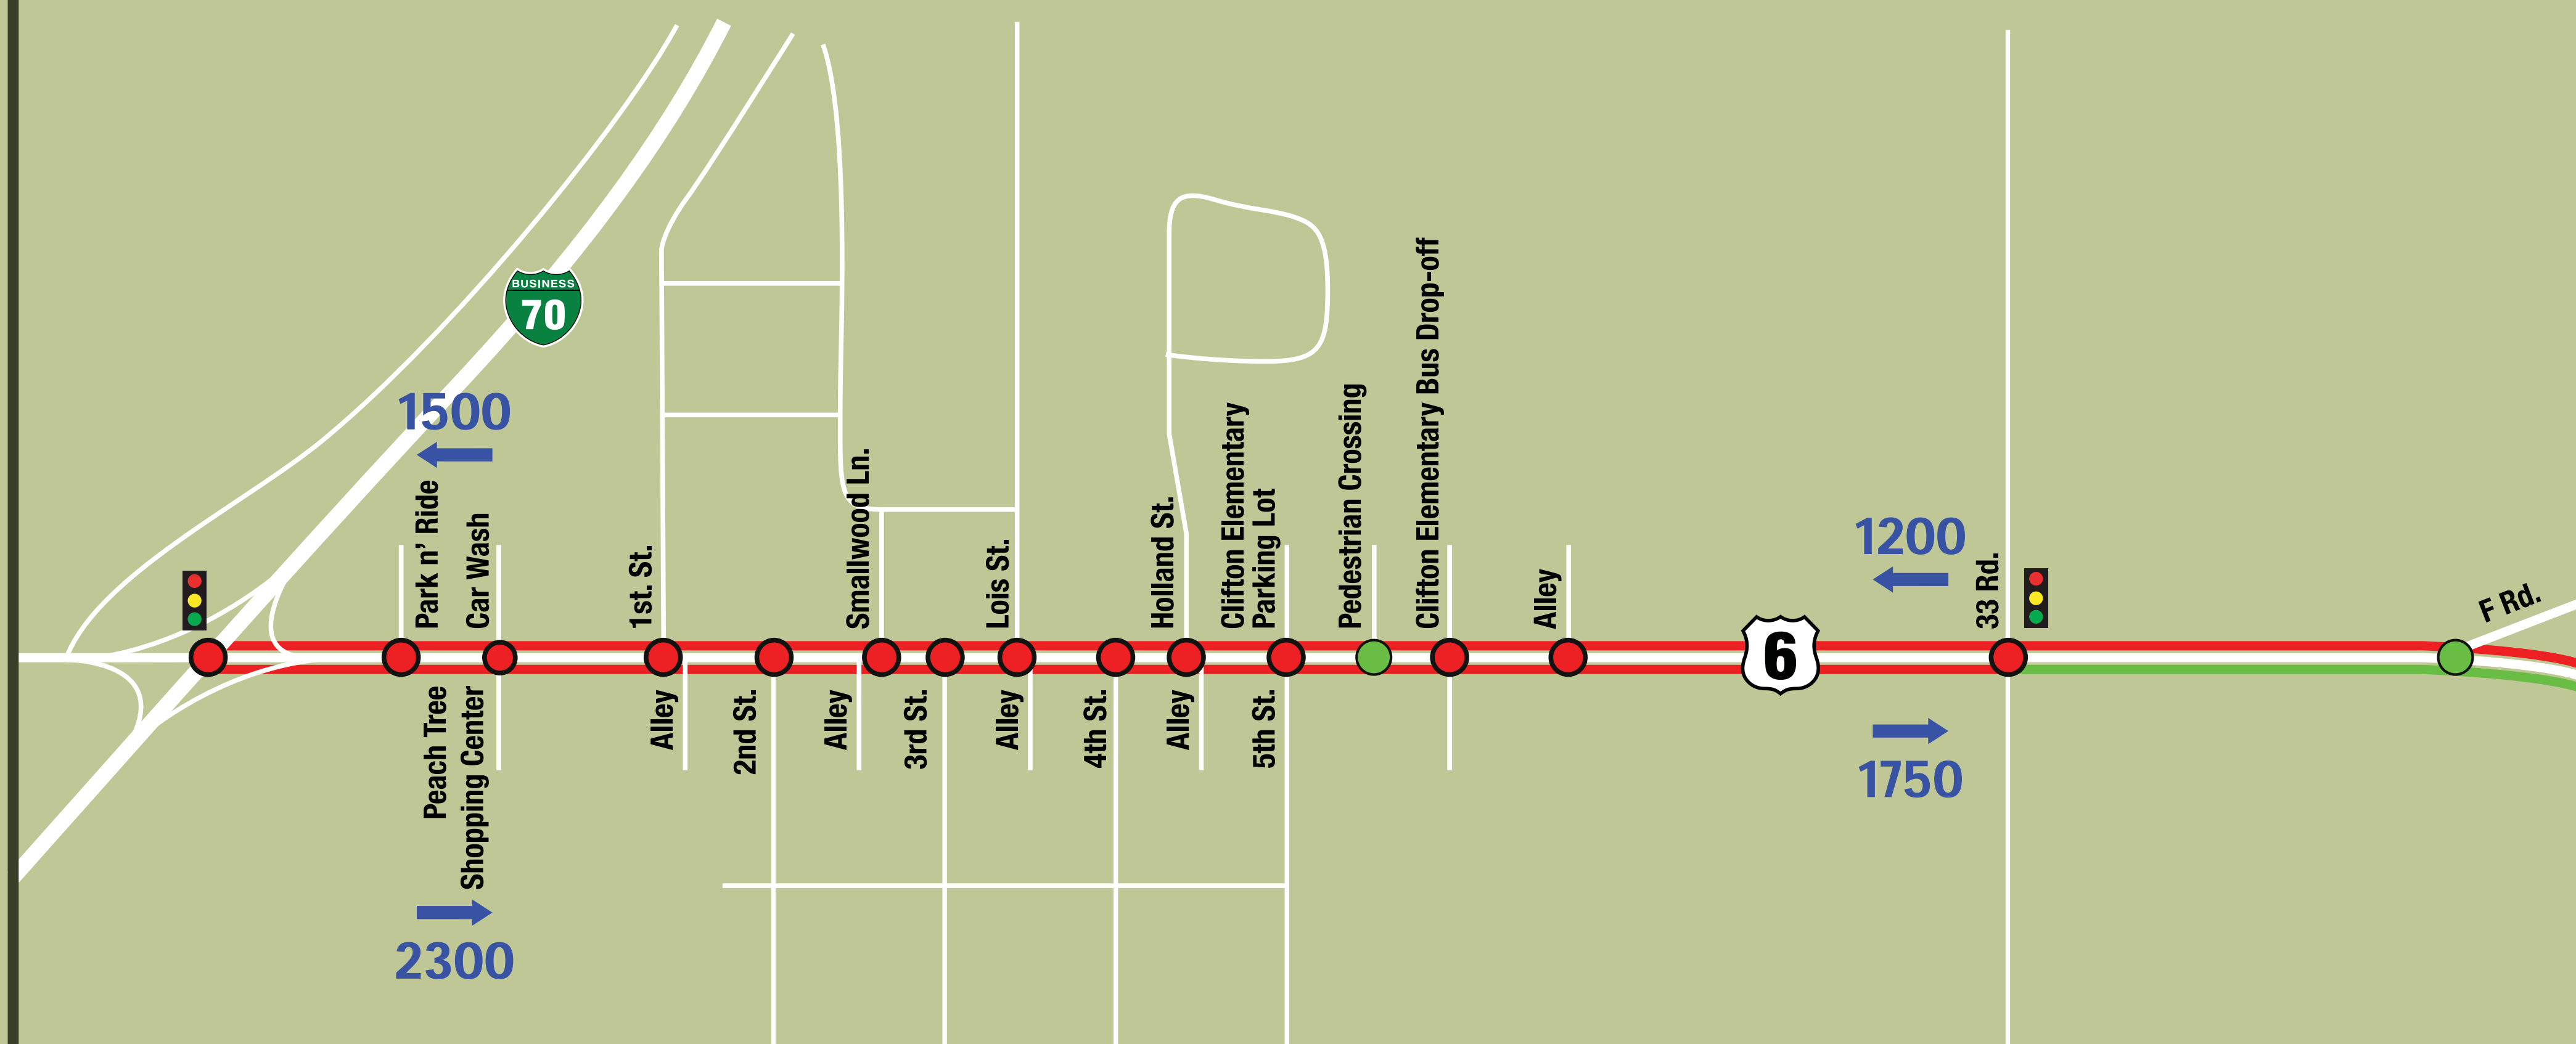 BUSINESS
70
1500
Park n’ Ride
Car Wash
1st. St.
Smallwood Ln.
Lois St.
Holland St.
Clifton Elementary
Parking Lot
Pedestrian Crossing
Clifton Elementary Bus Drop-off
Alley
1200
33 Rd.
F Rd.
6
Peach Tree
Shopping Center
Alley
2nd St.
Alley
3rd St.
Alley
4th St.
Alley
5th St.
1750
2300